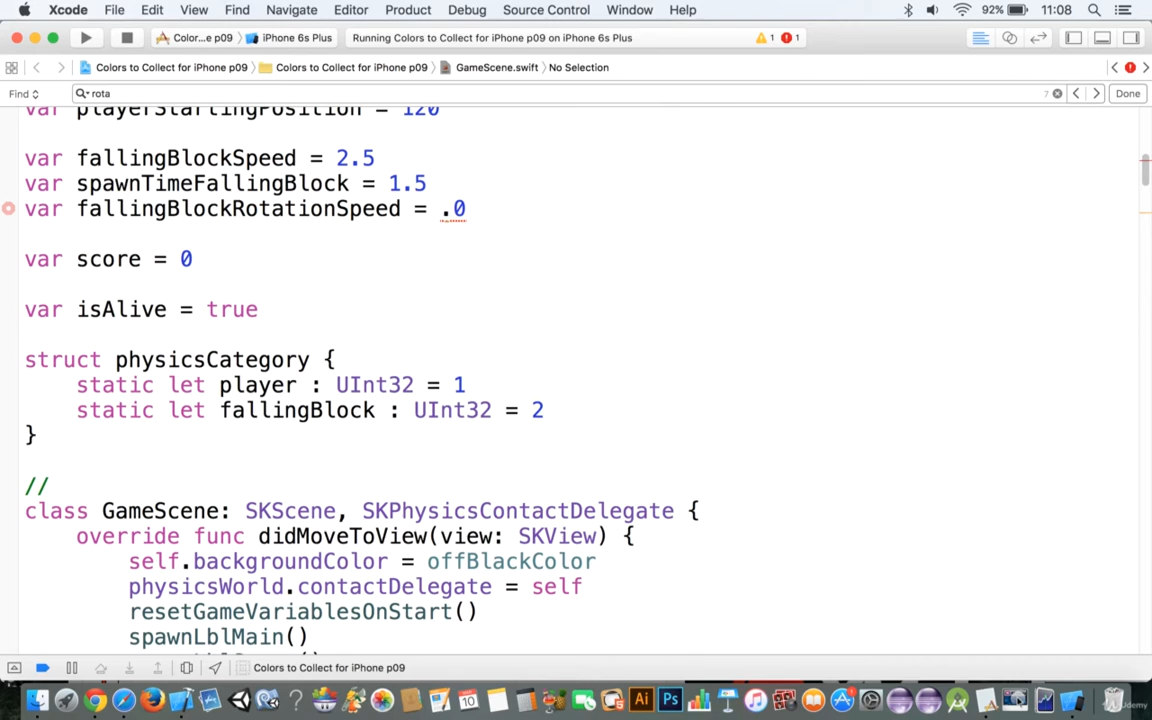 Xcode File Edit View Find Navigate Editor Product Debug Source Control Window Help 92% 11:08
Color...e p09 iPhone 6s Plus Running Colors to Collect for iPhone p09 on iPhone 6s Plus 1 1
Colors to Collect for iPhone p09 Colors to Collect for iPhone p09 GameScene.swift No Selection
Find rota 7 Done
var playerStartingPosition = 120
var fallingBlockSpeed = 2.5
var spawnTimeFallingBlock = 1.5
var fallingBlockRotationSpeed = .0
var score = 0
var isAlive = true
struct physicsCategory {
static let player : UInt32 = 1
static let fallingBlock : UInt32 = 2
}
//
class GameScene: SKScene, SKPhysicsContactDelegate {
override func didMoveToView(view: SKView) {
self.backgroundColor = offBlackColor
physicsWorld.contactDelegate = self
resetGameVariablesOnStart()
spawnLblMain()
Colors to Collect for iPhone p09
10 Ai Ps
Udemy